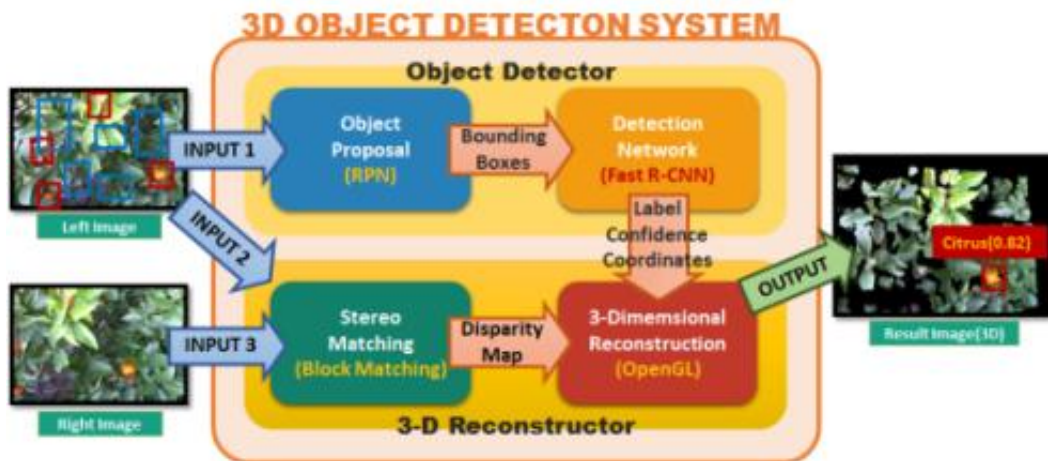 3D OBJECT DETECTON SYSTEM
Object Detector
INPUT 1
Object
Proposal
(RPN)
Bounding
Boxes
Detection
Network
(Fast R-CNN)
Left Image
INPUT 2
Label
Confidence
Coordinates
OUTPUT
Citrus(0.82)
Result Image(3D)
INPUT 3
Stereo
Matching
(Block Matching)
Disparity
Map
3-Dimemsional
Reconstruction
(OpenGL)
Right Image
3-D Reconstructor